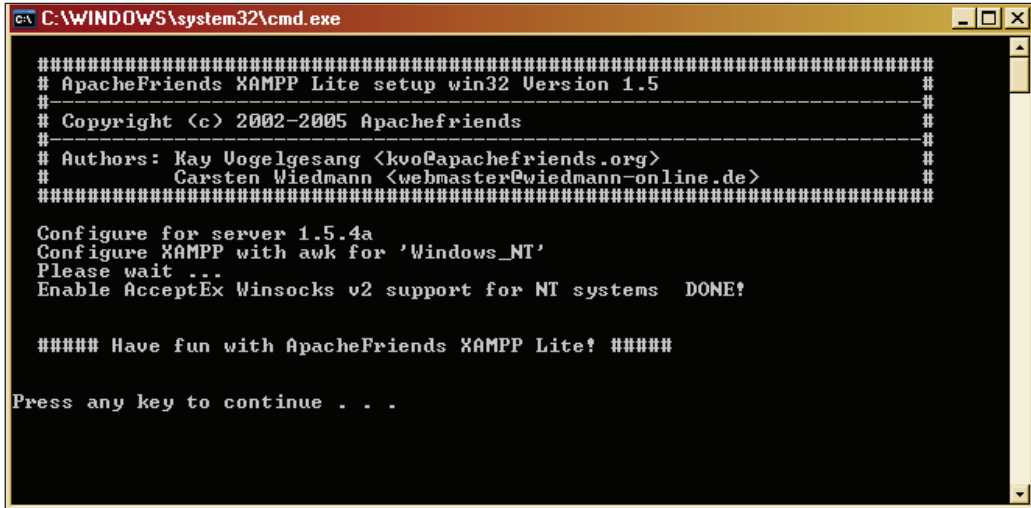 C:\WINDOWS\system32\cmd.exe
########################################################################
# ApacheFriends XAMPP Lite setup win32 Version 1.5 #
#----------------------------------------------------------------------#
# Copyright (c) 2002-2005 Apachefriends #
#----------------------------------------------------------------------#
# Authors: Kay Vogelgesang <kvo@apachefriends.org> #
# Carsten Wiedmann <webmaster@wiedmann-online.de> #
########################################################################
Configure for server 1.5.4a
Configure XAMPP with awk for 'Windows_NT'
Please wait ...
Enable AcceptEx Winsocks v2 support for NT systems DONE!
##### Have fun with ApacheFriends XAMPP Lite! #####
Press any key to continue . . .